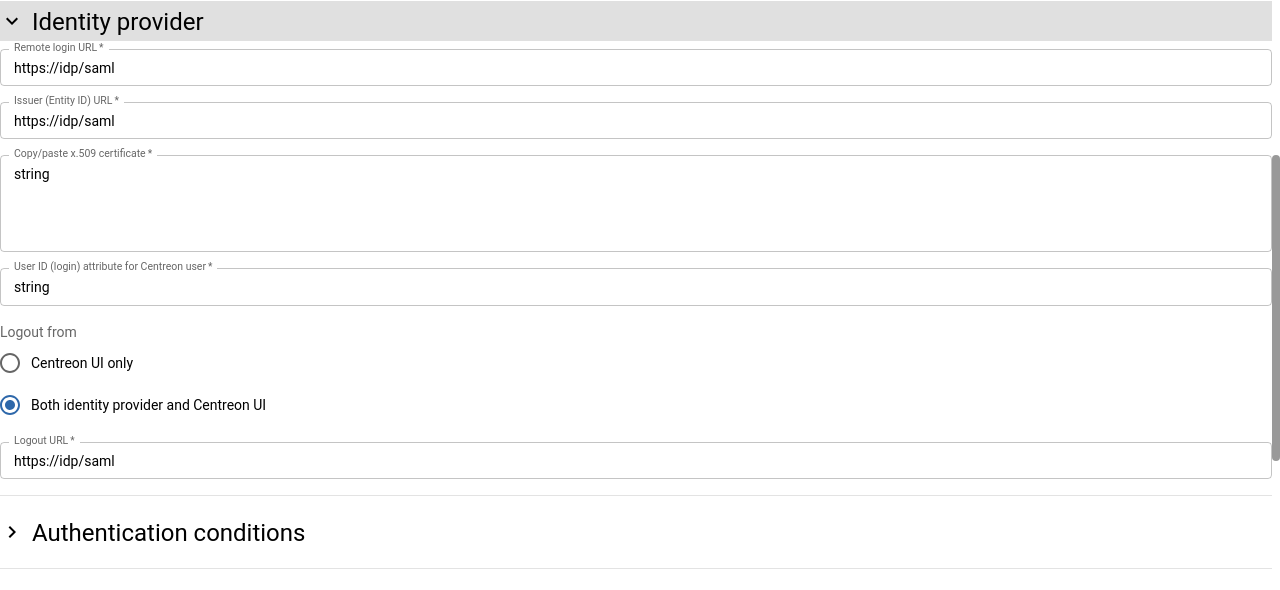 Identity provider
Remote login URL *
https://idp/saml
Issuer (Entity ID) URL *
https://idp/saml
Copy/paste x.509 certificate *
string
User ID (login) attribute for Centreon user *
string
Logout from
Centreon UI only
Both identity provider and Centreon UI
Logout URL *
https://idp/saml
Authentication conditions